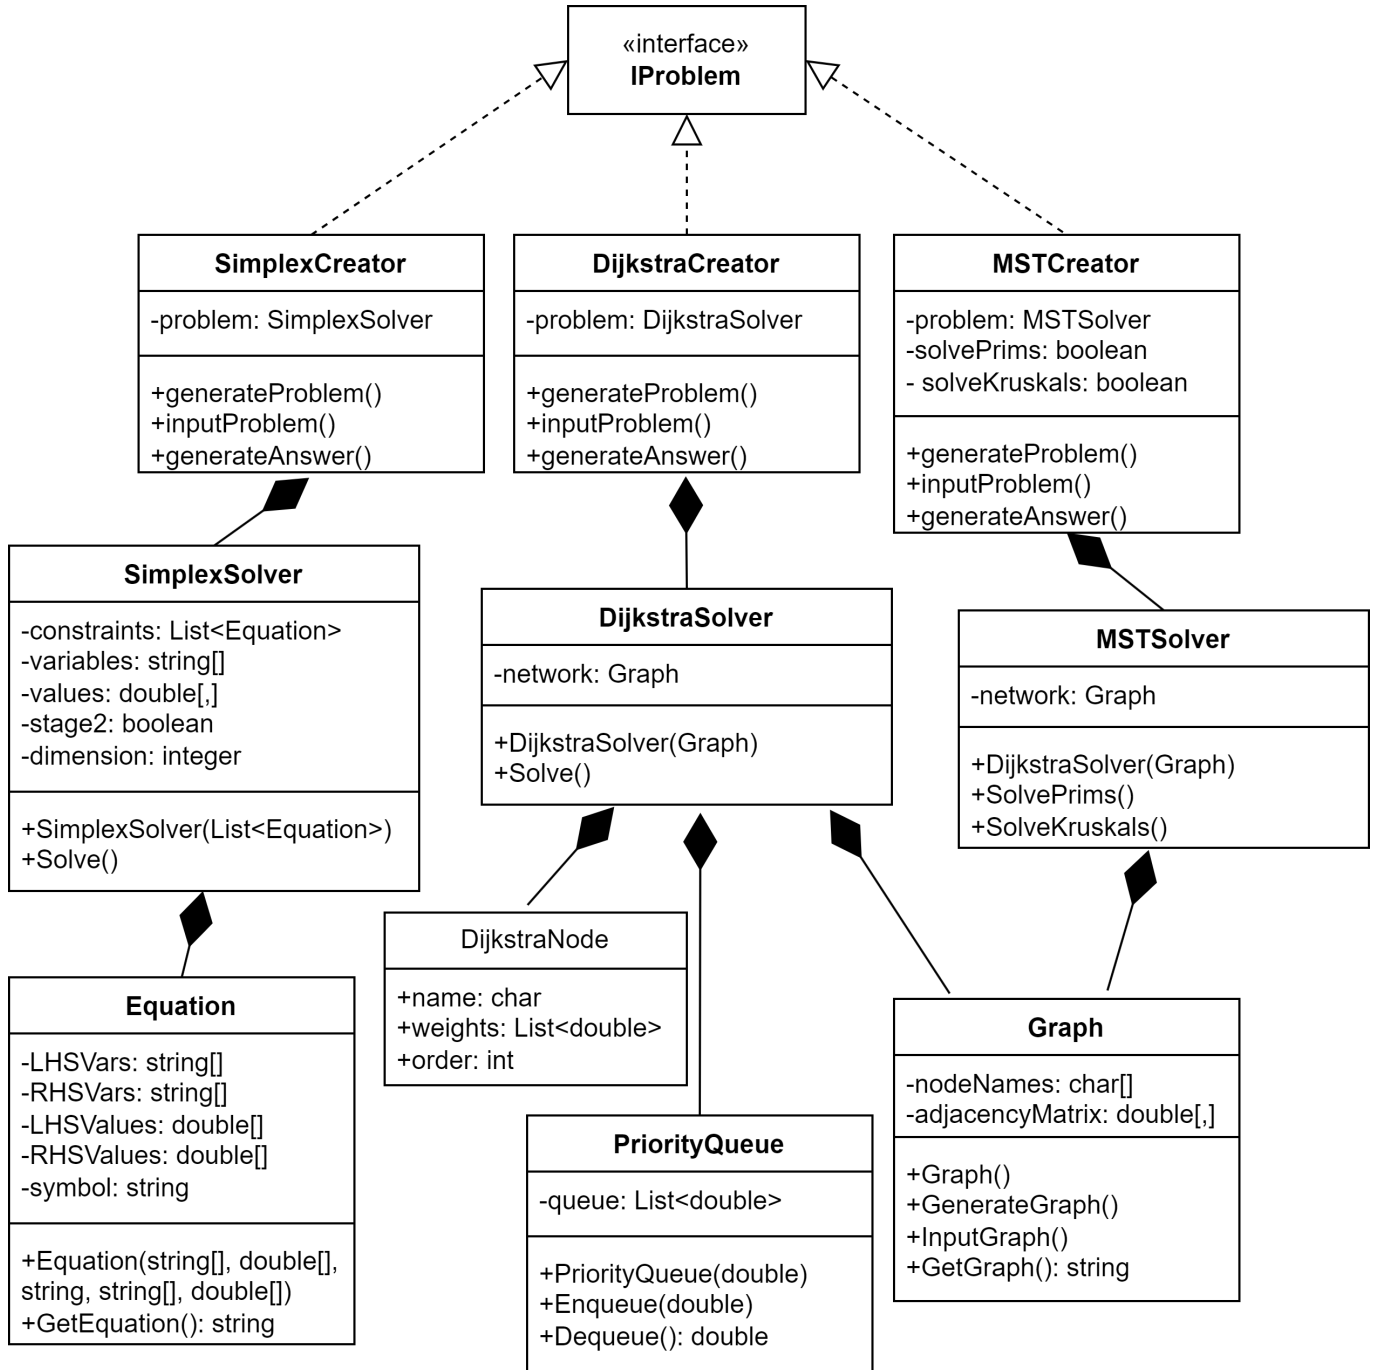 «interface»
IProblem
SimplexCreator
-problem: SimplexSolver
+generateProblem()
+inputProblem()
+generateAnswer()
DijkstraCreator
-problem: DijkstraSolver
+generateProblem()
+inputProblem()
+generateAnswer()
MSTCreator
-problem: MSTSolver
-solvePrims: boolean
- solveKruskals: boolean
+generateProblem()
+inputProblem()
+generateAnswer()
SimplexSolver
-constraints: List<Equation>
-variables: string[]
-values: double[,]
-stage2: boolean
-dimension: integer
+SimplexSolver(List<Equation>)
+Solve()
DijkstraSolver
-network: Graph
+DijkstraSolver(Graph)
+Solve()
MSTSolver
-network: Graph
+DijkstraSolver(Graph)
+SolvePrims()
+SolveKruskals()
Equation
-LHSVars: string[]
-RHSVars: string[]
-LHSValues: double[]
-RHSValues: double[]
-symbol: string
+Equation(string[], double[],
string, string[], double[])
+GetEquation(): string
DijkstraNode
+name: char
+weights: List<double>
+order: int
PriorityQueue
-queue: List<double>
+PriorityQueue(double)
+Enqueue(double)
+Dequeue(): double
Graph
-nodeNames: char[]
-adjacencyMatrix: double[,]
+Graph()
+GenerateGraph()
+InputGraph()
+GetGraph(): string